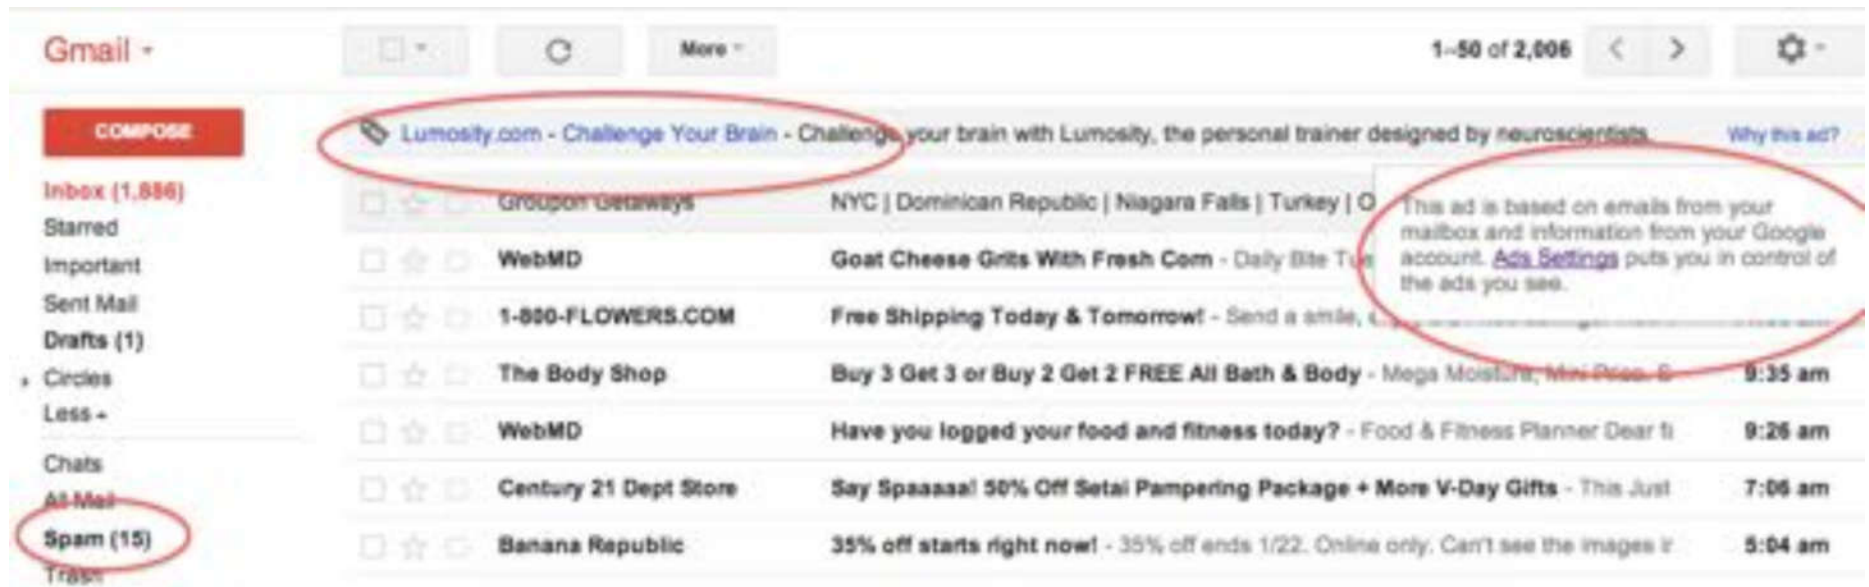 Gmail
More
1–50 of 2,006
COMPOSE
Lumosity.com - Challenge Your Brain - Challenge your brain with Lumosity, the personal trainer designed by neuroscientists.
Why this ad?
Inbox (1,886)
Starred
Important
Sent Mail
Drafts (1)
Circles
Less
Chats
All Mail
Spam (15)
Trash
Groupon Getaways NYC | Dominican Republic | Niagara Falls | Turkey | O
WebMD Goat Cheese Grits With Fresh Corn - Daily Bite Tues
1-800-FLOWERS.COM Free Shipping Today & Tomorrow! - Send a smile,
The Body Shop Buy 3 Get 3 or Buy 2 Get 2 FREE All Bath & Body - Mega Moisture, Mini Price. 9:35 am
WebMD Have you logged your food and fitness today? - Food & Fitness Planner Dear fi 9:26 am
Century 21 Dept Store Say Spaaaaa! 50% Off Setai Pampering Package + More V-Day Gifts - This Just 7:06 am
Banana Republic 35% off starts right now! - 35% off ends 1/22. Online only. Can't see the images ir 5:04 am
This ad is based on emails from your
mailbox and information from your Google
account. Ads Settings puts you in control of
the ads you see.